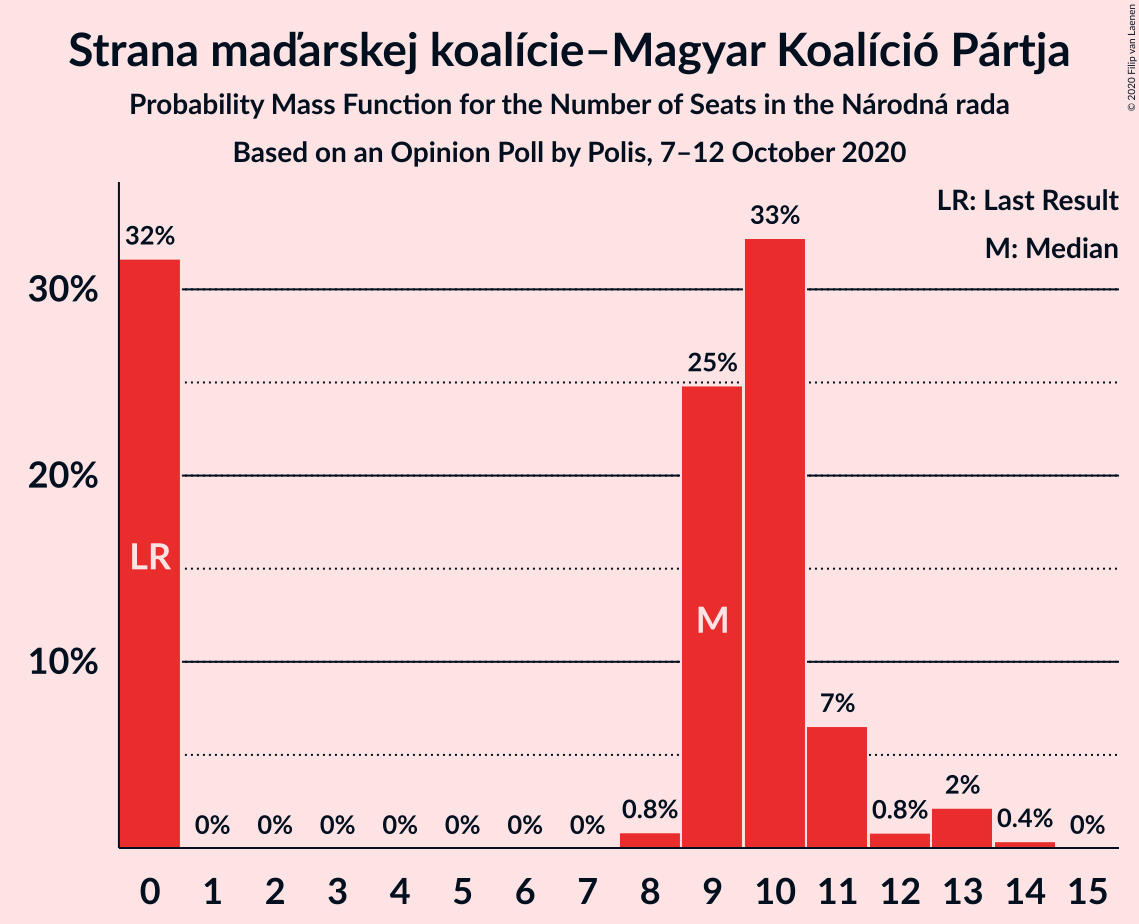 Strana maďarskej koalície–Magyar Koalíció Pártja
Probability Mass Function for the Number of Seats in the Národná rada
Based on an Opinion Poll by Polis, 7–12 October 2020
© 2020 Filip van Laenen
LR: Last Result
M: Median
30%
20%
10%
32%
0%
0%
0%
0%
0%
0%
0%
0.8%
25%
33%
7%
0.8%
2%
0.4%
0%
LR
M
0 1 2 3 4 5 6 7 8 9 10 11 12 13 14 15